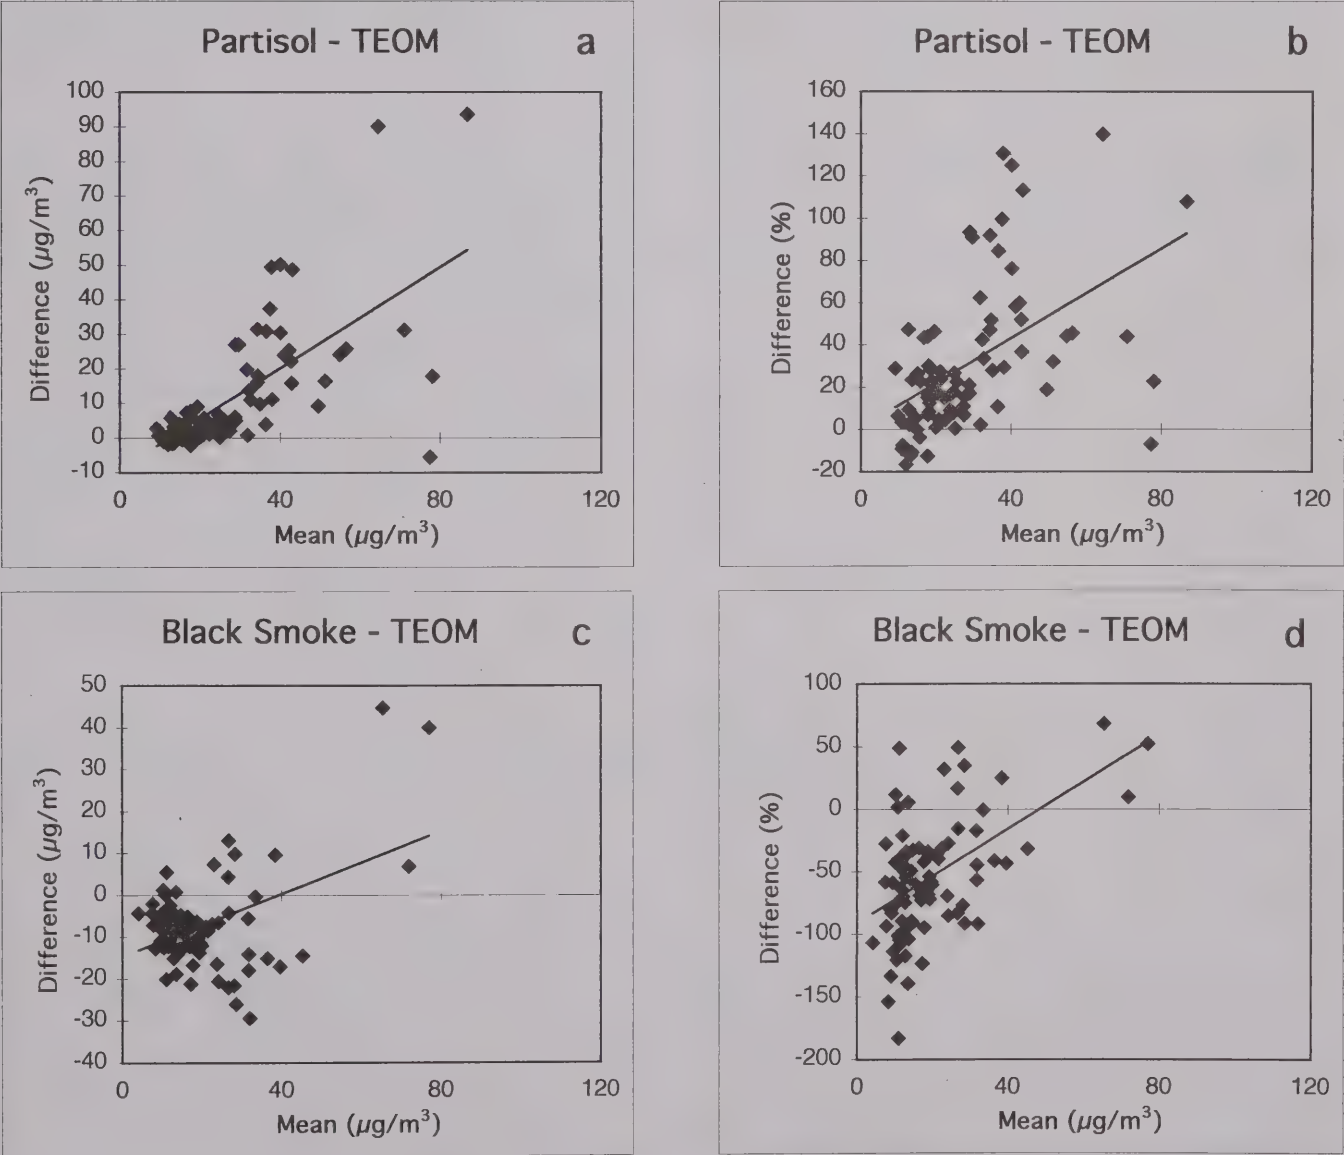 Partisol - TEOM a
100
90
80
70
60
50
40
30
20
10
0
-10
Difference (µg/m³)
0 40 80 120
Mean (µg/m³)
Partisol - TEOM b
160
140
120
100
80
60
40
20
0
-20
Difference (%)
0 40 80 120
Mean (µg/m³)
Black Smoke - TEOM c
50
40
30
20
10
0
-10
-20
-30
-40
Difference (µg/m³)
0 40 80 120
Mean (µg/m³)
Black Smoke - TEOM d
100
50
0
-50
-100
-150
-200
Difference (%)
0 40 80 120
Mean (µg/m³)